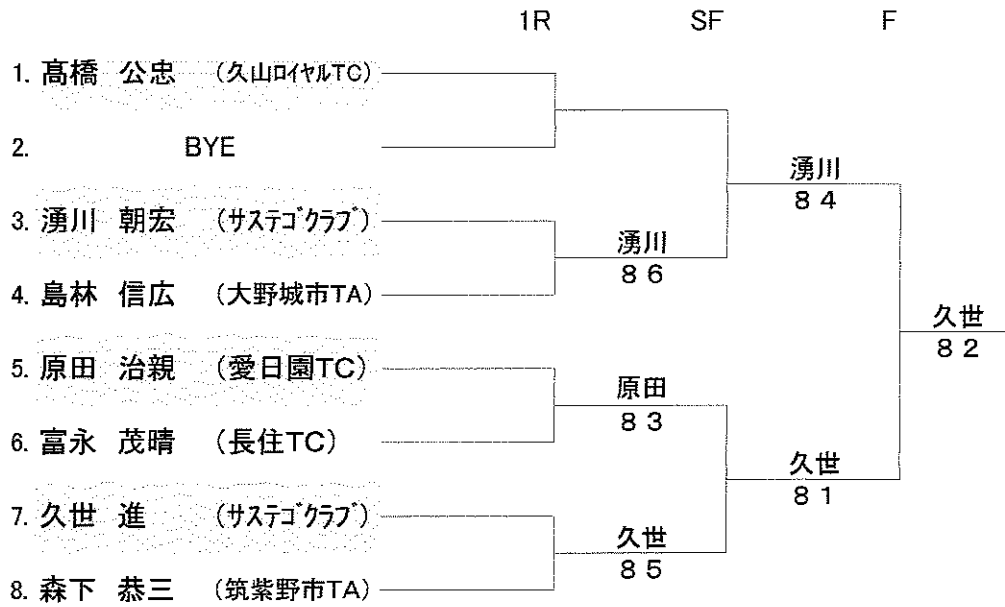 1R SF F
1. 髙橋 公忠 (久山ロイヤルTC)
2. BYE
湧川
84
3. 湧川 朝宏 (サステゴクラブ)
湧川
86
4. 島林 信広 (大野城市TA)
久世
82
5. 原田 治親 (愛日園TC)
原田
83
6. 富永 茂晴 (長住TC)
久世
81
7. 久世 進 (サステゴクラブ)
久世
85
8. 森下 恭三 (筑紫野市TA)